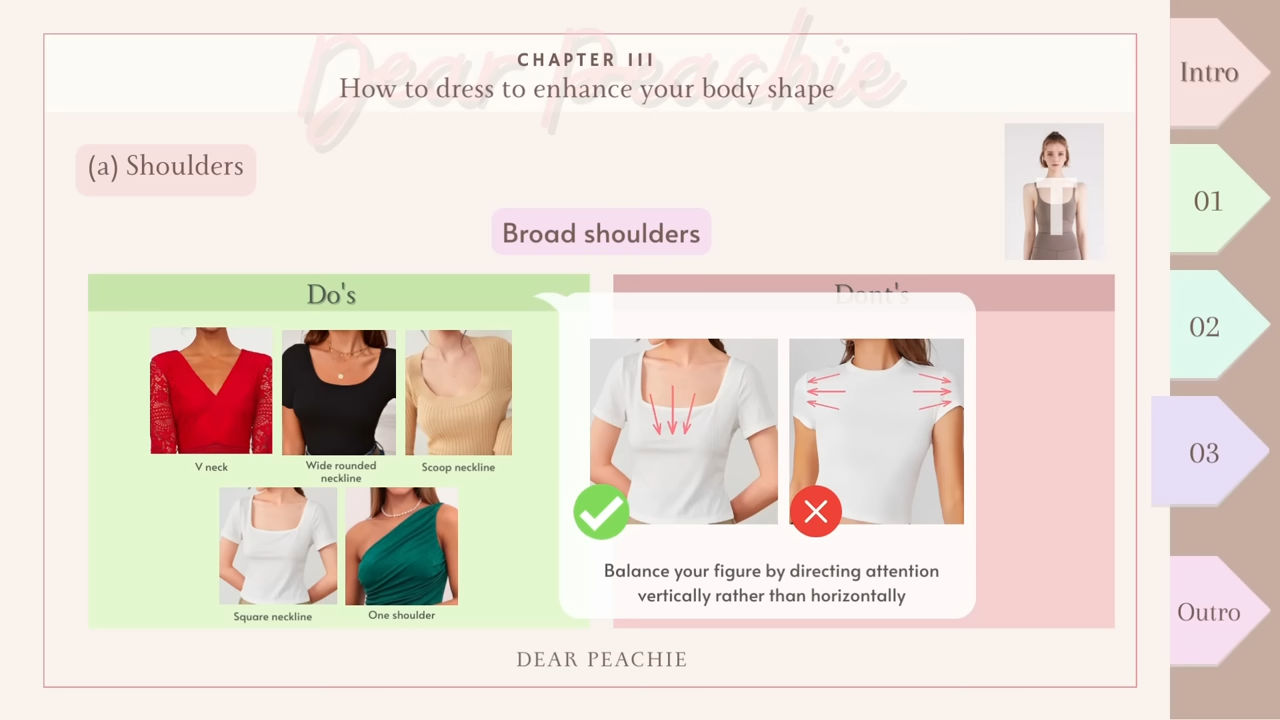 Dear Peachie
CHAPTER III
How to dress to enhance your body shape
(a) Shoulders
T
Broad shoulders
Do's
Dont's
V neck
Wide rounded
neckline
Scoop neckline
Square neckline
One shoulder
Balance your figure by directing attention
vertically rather than horizontally
DEAR PEACHIE
Intro
01
02
03
Outro